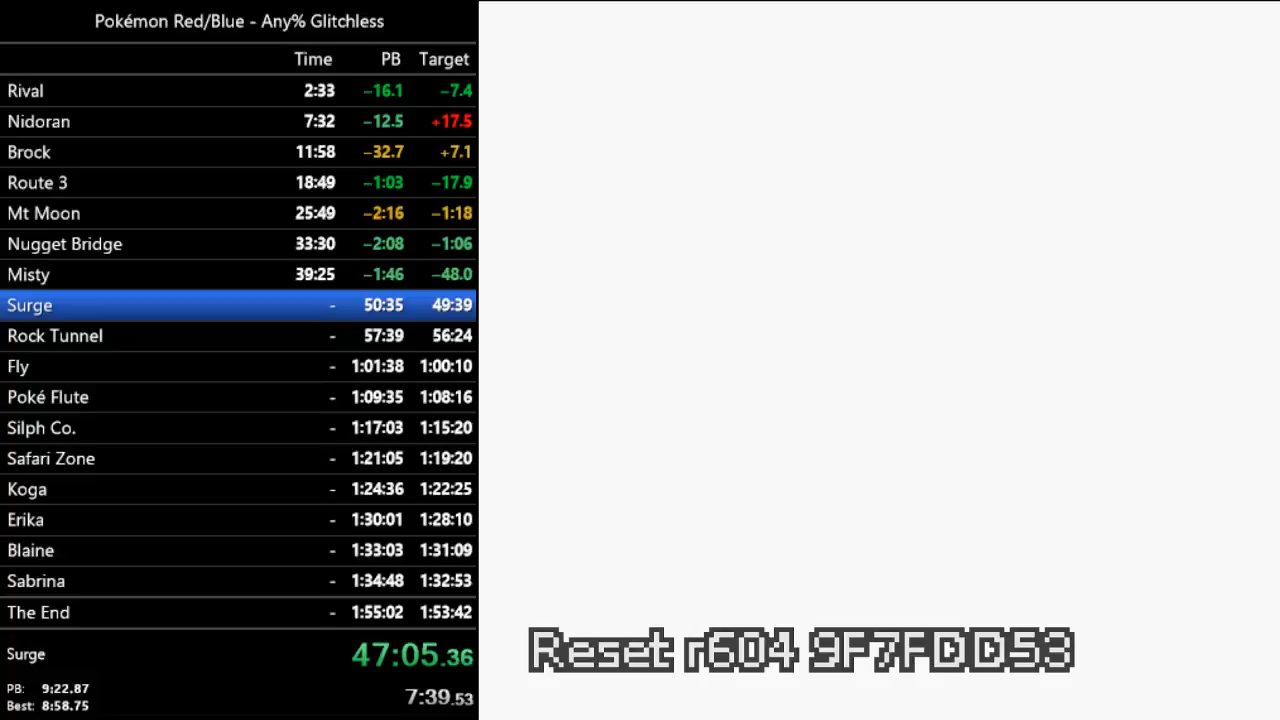 Pokémon Red/Blue - Any% Glitchless
Time PB Target
Rival 2:33 −16.1 −7.4
Nidoran 7:32 −12.5 +17.5
Brock 11:58 −32.7 +7.1
Route 3 18:49 −1:03 −17.9
Mt Moon 25:49 −2:16 −1:18
Nugget Bridge 33:30 −2:08 −1:06
Misty 39:25 −1:46 −48.0
Surge - 50:35 49:39
Rock Tunnel - 57:39 56:24
Fly - 1:01:38 1:00:10
Poké Flute - 1:09:35 1:08:16
Silph Co. - 1:17:03 1:15:20
Safari Zone - 1:21:05 1:19:20
Koga - 1:24:36 1:22:25
Erika - 1:30:01 1:28:10
Blaine - 1:33:03 1:31:09
Sabrina - 1:34:48 1:32:53
The End - 1:55:02 1:53:42
Surge 47:05.36
PB: 9:22.87
Best: 8:58.75
7:39.53
Reset r604 9F7FDD53